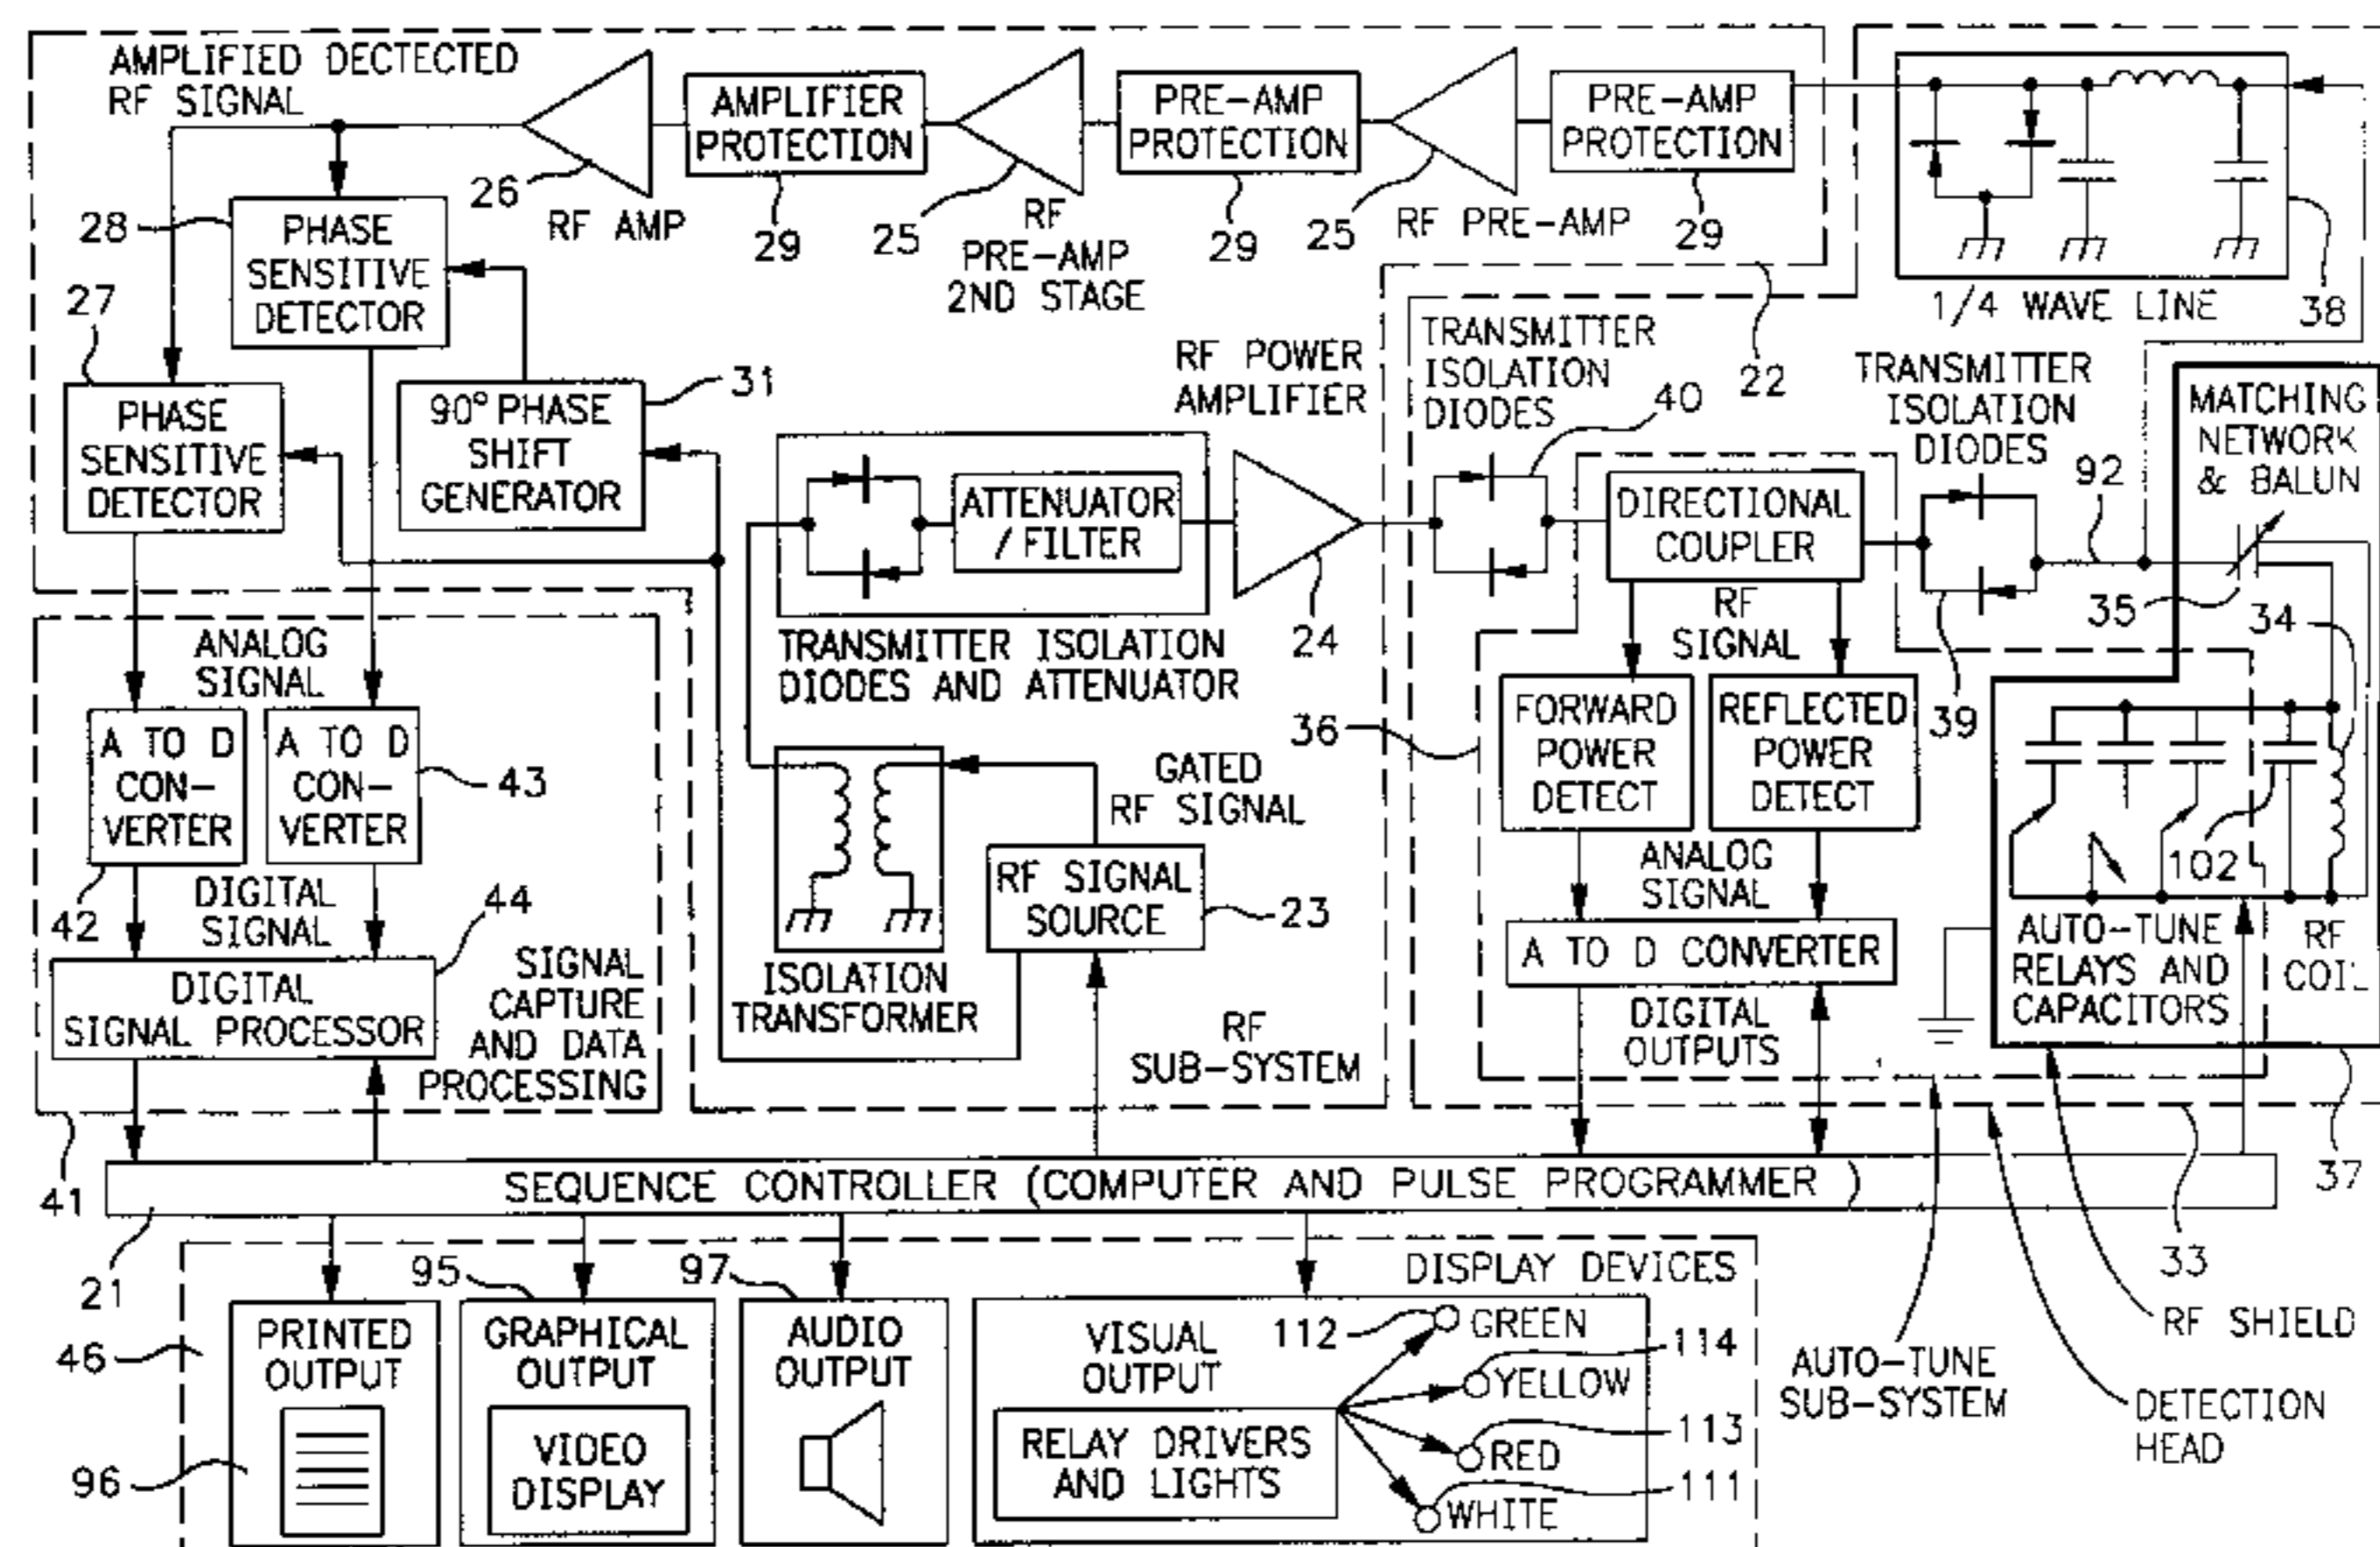 AMPLIFIED DECTECTED
RF SIGNAL
26
RF AMP
AMPLIFIER
PROTECTION
29
25
RF
PRE-AMP
2ND STAGE
PRE-AMP
PROTECTION
29
25
RF PRE-AMP
PRE-AMP
PROTECTION
29
1/4 WAVE LINE
38
28
PHASE
SENSITIVE
DETECTOR
27
PHASE
SENSITIVE
DETECTOR
90° PHASE
SHIFT
GENERATOR
31
RF POWER
AMPLIFIER
24
ATTENUATOR
/ FILTER
TRANSMITTER ISOLATION
DIODES AND ATTENUATOR
22
TRANSMITTER
ISOLATION
DIODES
40
DIRECTIONAL
COUPLER
TRANSMITTER
ISOLATION
DIODES
92
39
MATCHING
NETWORK
& BALUN
35
34
RF
SIGNAL
36
FORWARD
POWER
DETECT
REFLECTED
POWER
DETECT
ANALOG
SIGNAL
A TO D CONVERTER
DIGITAL
OUTPUTS
102
AUTO-TUNE
RELAYS AND
CAPACITORS
RF
COIL
ANALOG
SIGNAL
A TO D
CON-
VERTER
42
A TO D
CON-
VERTER
43
DIGITAL
SIGNAL
44
DIGITAL
SIGNAL PROCESSOR
SIGNAL
CAPTURE
AND DATA
PROCESSING
41
ISOLATION
TRANSFORMER
GATED
RF SIGNAL
RF SIGNAL
SOURCE
23
RF
SUB-SYSTEM
SEQUENCE CONTROLLER (COMPUTER AND PULSE PROGRAMMER )
21
37
33
RF SHIELD
AUTO-TUNE
SUB-SYSTEM
DETECTION
HEAD
DISPLAY DEVICES
46
PRINTED
OUTPUT
96
95
GRAPHICAL
OUTPUT
VIDEO
DISPLAY
97
AUDIO
OUTPUT
VISUAL
OUTPUT
RELAY DRIVERS
AND LIGHTS
112
GREEN
114
YELLOW
113
RED
111
WHITE